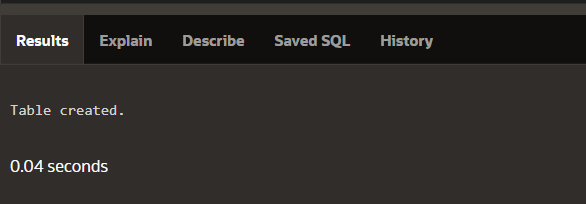 Results Explain Describe Saved SQL History
Table created.
0.04 seconds